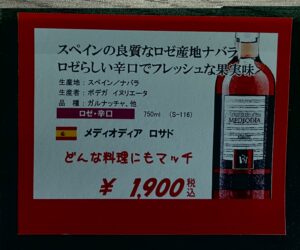 スペインの良質なロゼ産地ナバラ
ロゼらしい辛口でフレッシュな果実味＞
生産地：スペイン／ナバラ
生産者：ボデガ イヌリエータ
品　種：ガルナッチャ、他
ロゼ・辛口 750ml (S-116)
メディオディア ロサド
どんな料理にもマッチ
¥ 1,900 税込
MEDIODIA